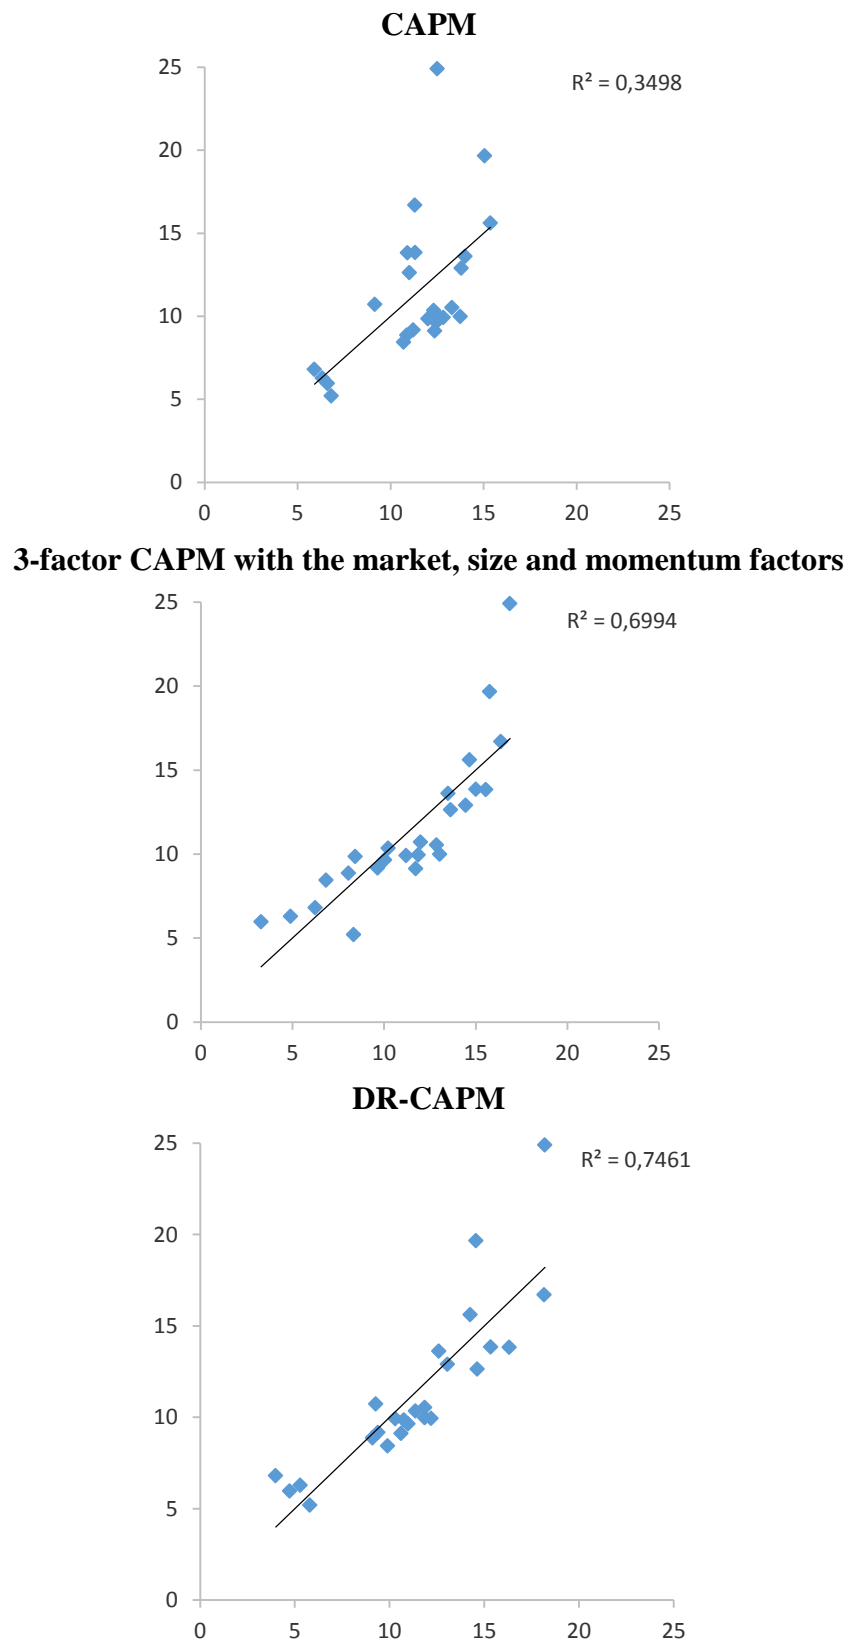 CAPM
R² = 0,3498
25
20
15
10
5
0
0 5 10 15 20 25
3-factor CAPM with the market, size and momentum factors
R² = 0,6994
25
20
15
10
5
0
0 5 10 15 20 25
DR-CAPM
R² = 0,7461
25
20
15
10
5
0
0 5 10 15 20 25